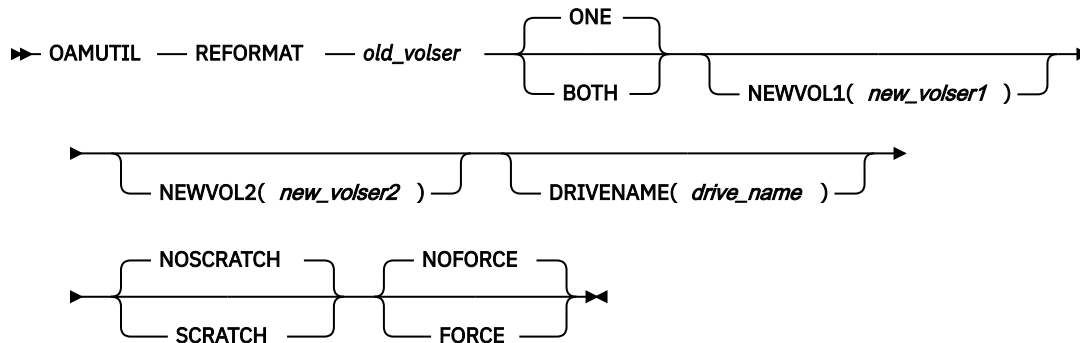 ONE
OAMUTIL REFORMAT old_volser
BOTH
NEWVOL1( new_volser1 )
NEWVOL2( new_volser2 )
DRIVENAME( drive_name )
NOSCRATCH
NOFORCE
SCRATCH
FORCE